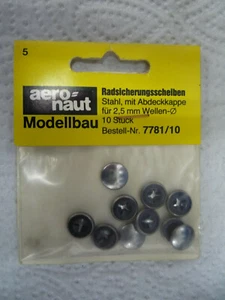 5
aero-
naut
Modellbau
Radsicherungsscheiben
Stahl, mit Abdeckkappe
für 2,5 mm Wellen-Ø
10 Stück
Bestell-Nr. 7781/10